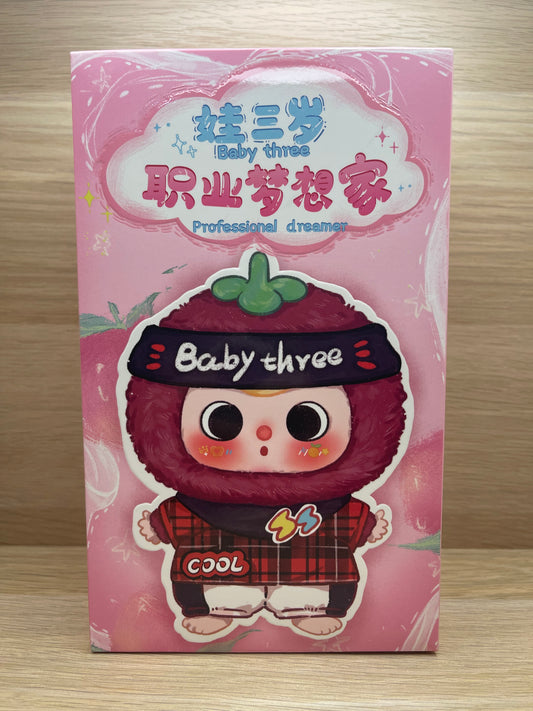 娃三岁
Baby three
职业梦想家
Professional dreamer
Baby three
COOL